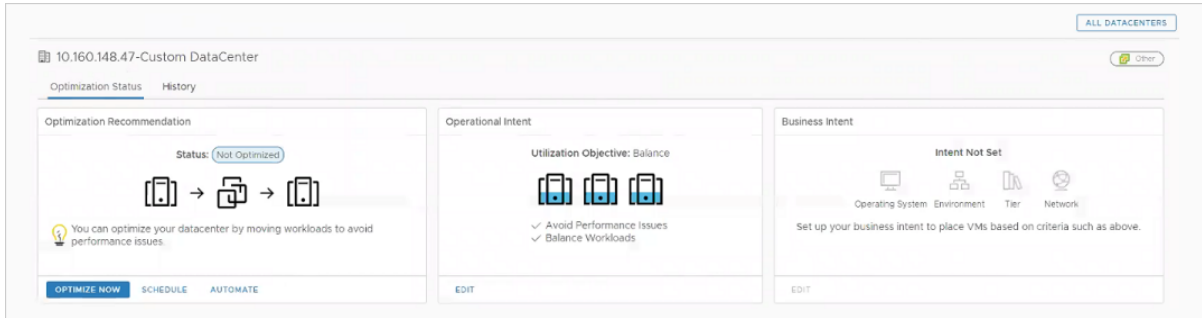 ALL DATACENTERS
10.160.148.47-Custom DataCenter
Other
Optimization Status
History
Optimization Recommendation
Status: Not Optimized
You can optimize your datacenter by moving workloads to avoid
performance issues.
OPTIMIZE NOW
SCHEDULE
AUTOMATE
Operational Intent
Utilization Objective: Balance
Avoid Performance Issues
Balance Workloads
EDIT
Business Intent
Intent Not Set
Operating System
Environment
Tier
Network
Set up your business intent to place VMs based on criteria such as above.
EDIT